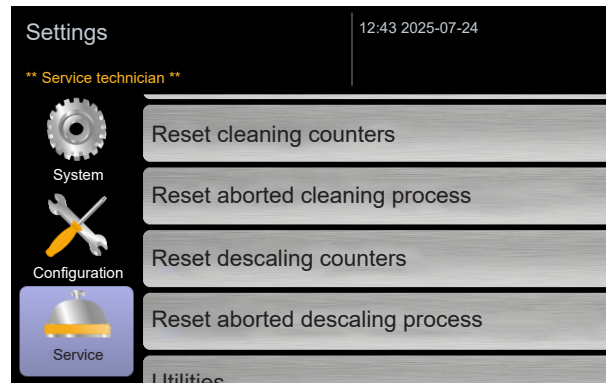 Settings
12:43 2025-07-24
** Service technician **
System
Configuration
Service
Reset cleaning counters
Reset aborted cleaning process
Reset descaling counters
Reset aborted descaling process
Utilities